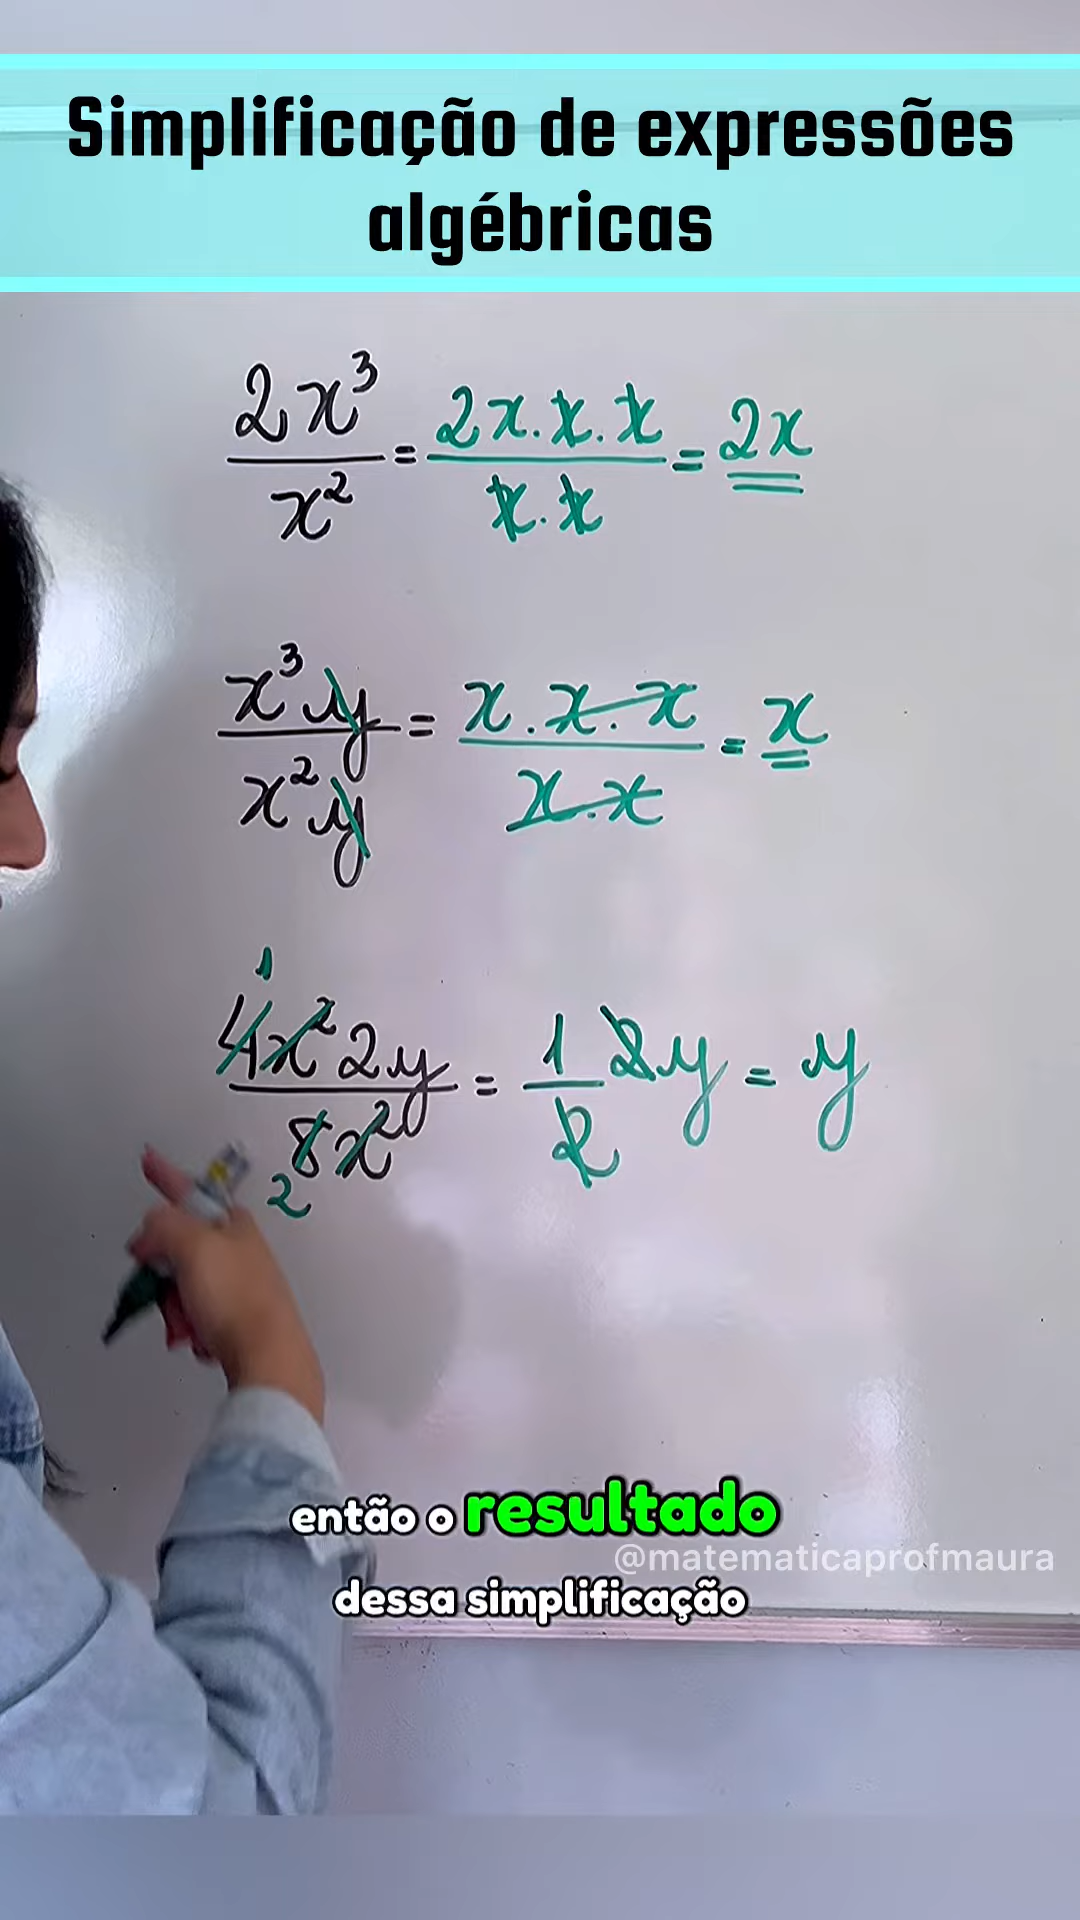 Simplificação de expressões
algébricas
2x³/x² = 2x.x.x/x.x = 2x
x³y/x²y = x.x.x/x.x = x
1
4x²2y/8x² = 1/2 2y = y
2
então o resultado
@matematicaprofmaura
dessa simplificação